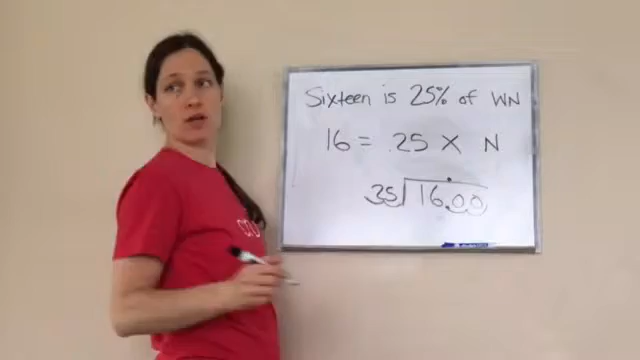 Sixteen is 25% of WN
16 = .25 X N
35)16.00